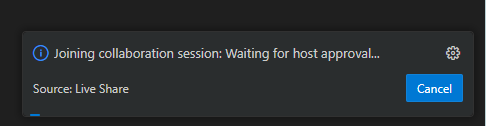 Joining collaboration session: Waiting for host approval...
Source: Live Share
Cancel